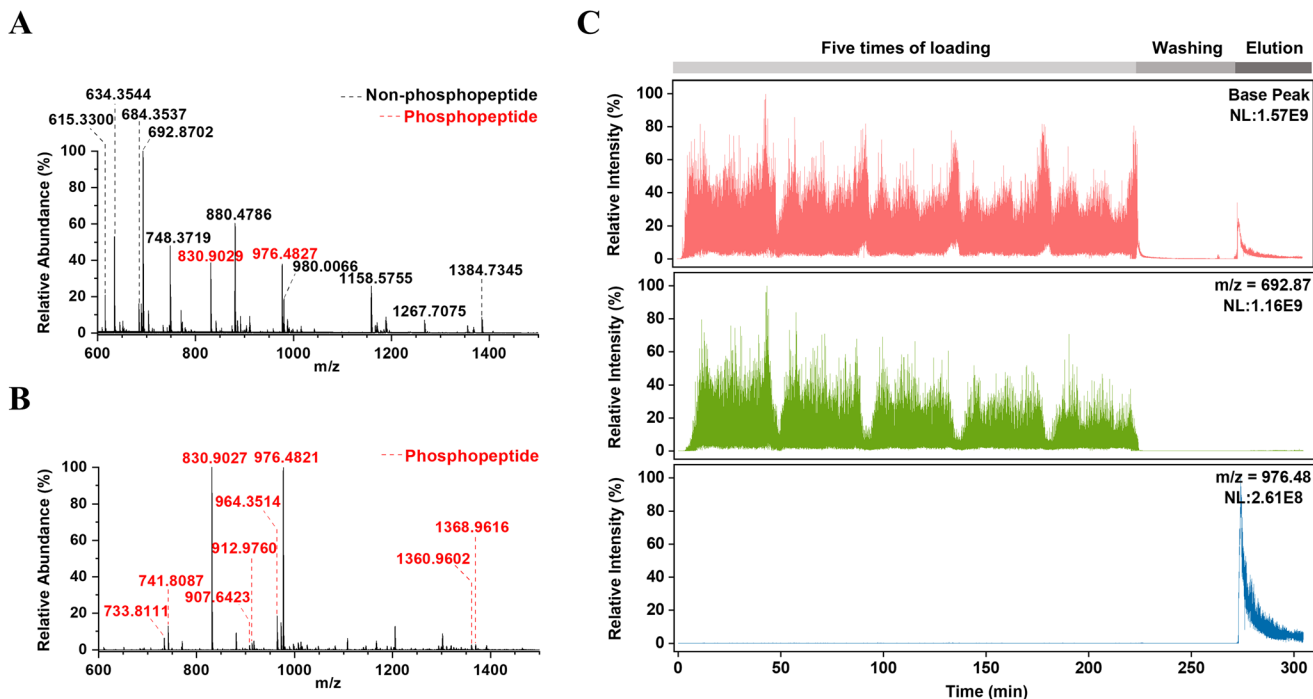 A
634.3544
615.3300
684.3537
692.8702
Non-phosphopeptide
Phosphopeptide
880.4786
748.3719
830.9029
976.4827
980.0066
1158.5755
1267.7075
1384.7345
Relative Abundance (%)
100
80
60
40
20
0
600
800
1000
1200
1400
m/z
B
830.9027
976.4821
Phosphopeptide
964.3514
912.9760
741.8087
733.8111
907.6423
1368.9616
1360.9602
Relative Abundance (%)
100
80
60
40
20
0
600
800
1000
1200
1400
m/z
C
Five times of loading
Washing
Elution
Base Peak
NL:1.57E9
Relative Intensity (%)
100
80
60
40
20
0
m/z = 692.87
NL:1.16E9
Relative Intensity (%)
100
80
60
40
20
0
m/z = 976.48
NL:2.61E8
Relative Intensity (%)
100
80
60
40
20
0
0
50
100
150
200
250
300
Time (min)